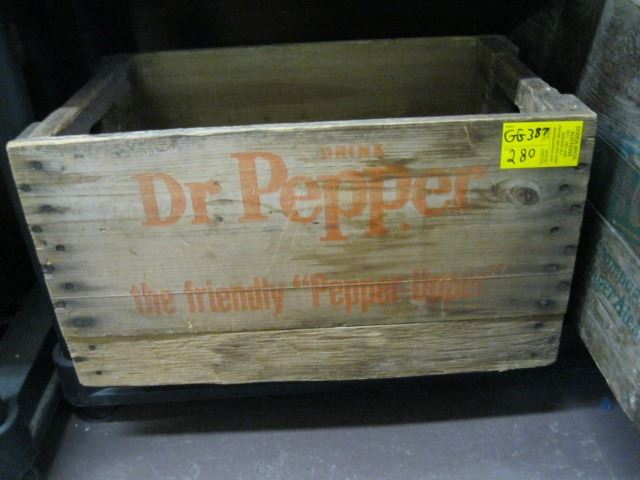 DRINK
Dr Pepper
the friendly "Pepper-Upper"
GG387
280